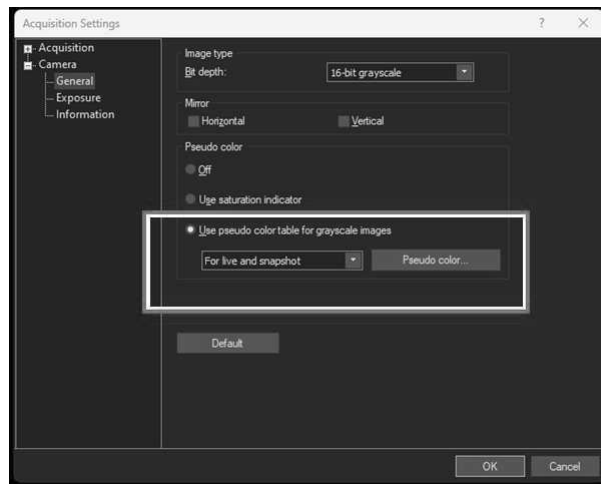 Acquisition Settings
? ×
Acquisition
Camera
General
Exposure
Information
Image type
Bit depth: 16-bit grayscale
Mirror
Horizontal Vertical
Pseudo color
Off
Use saturation indicator
Use pseudo color table for grayscale images
For live and snapshot Pseudo color...
Default
OK Cancel